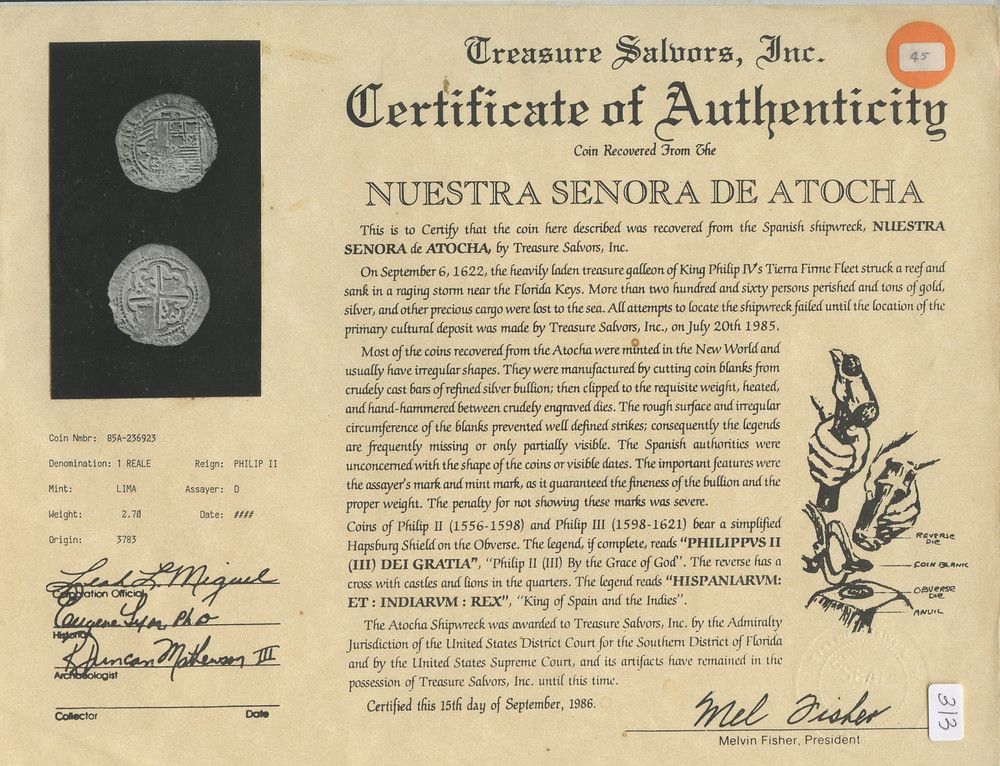 Treasure Salvors, Inc.
45
Certificate of Authenticity
Coin Recovered From The
NUESTRA SENORA DE ATOCHA
This is to Certify that the coin here described was recovered from the Spanish shipwreck, NUESTRA
SENORA de ATOCHA, by Treasure Salvors, Inc.
On September 6, 1622, the heavily laden treasure galleon of King Philip IV's Tierra Firme Fleet struck a reef and
sank in a raging storm near the Florida Keys. More than two hundred and sixty persons perished and tons of gold,
silver, and other precious cargo were lost to the sea. All attempts to locate the shipwreck failed until the location of the
primary cultural deposit was made by Treasure Salvors, Inc., on July 20th 1985.
Most of the coins recovered from the Atocha were minted in the New World and
usually have irregular shapes. They were manufactured by cutting coin blanks from
crudely cast bars of refined silver bullion; then clipped to the requisite weight, heated,
and hand-hammered between crudely engraved dies. The rough surface and irregular
circumference of the blanks prevented well defined strikes; consequently the legends
are frequently missing or only partially visible. The Spanish authorities were
unconcerned with the shape of the coins or visible dates. The important features were
the assayer's mark and mint mark, as it guaranteed the fineness of the bullion and the
proper weight. The penalty for not showing these marks was severe.
Coins of Philip II (1556-1598) and Philip III (1598-1621) bear a simplified
Hapsburg Shield on the Obverse. The legend, if complete, reads "PHILIPPVS II
(III) DEI GRATIA", "Philip II (III) By the Grace of God". The reverse has a
cross with castles and lions in the quarters. The legend reads "HISPANIARVM:
ET : INDIARVM : REX", "King of Spain and the Indies".
The Atocha Shipwreck was awarded to Treasure Salvors, Inc. by the Admiralty
Jurisdiction of the United States District Court for the Southern District of Florida
and by the United States Supreme Court, and its artifacts have remained in the
possession of Treasure Salvors, Inc. until this time.
Certified this 15th day of September, 1986.
REVERSE
DIE
COIN BLANK
OBVERSE
DIE
ANVIL
Mel Fisher
Melvin Fisher, President
313
Coin Nmbr: 85A-236923
Denomination: 1 REALE Reign: PHILIP II
Mint: LIMA Assayer: D
Weight: 2.70 Date: ####
Origin: 3783
Leah L. Miguel
Corporation Official
Eugene Lyon PhD
Historian
R Duncan Mathewson III
Archaeologist
Collector Date